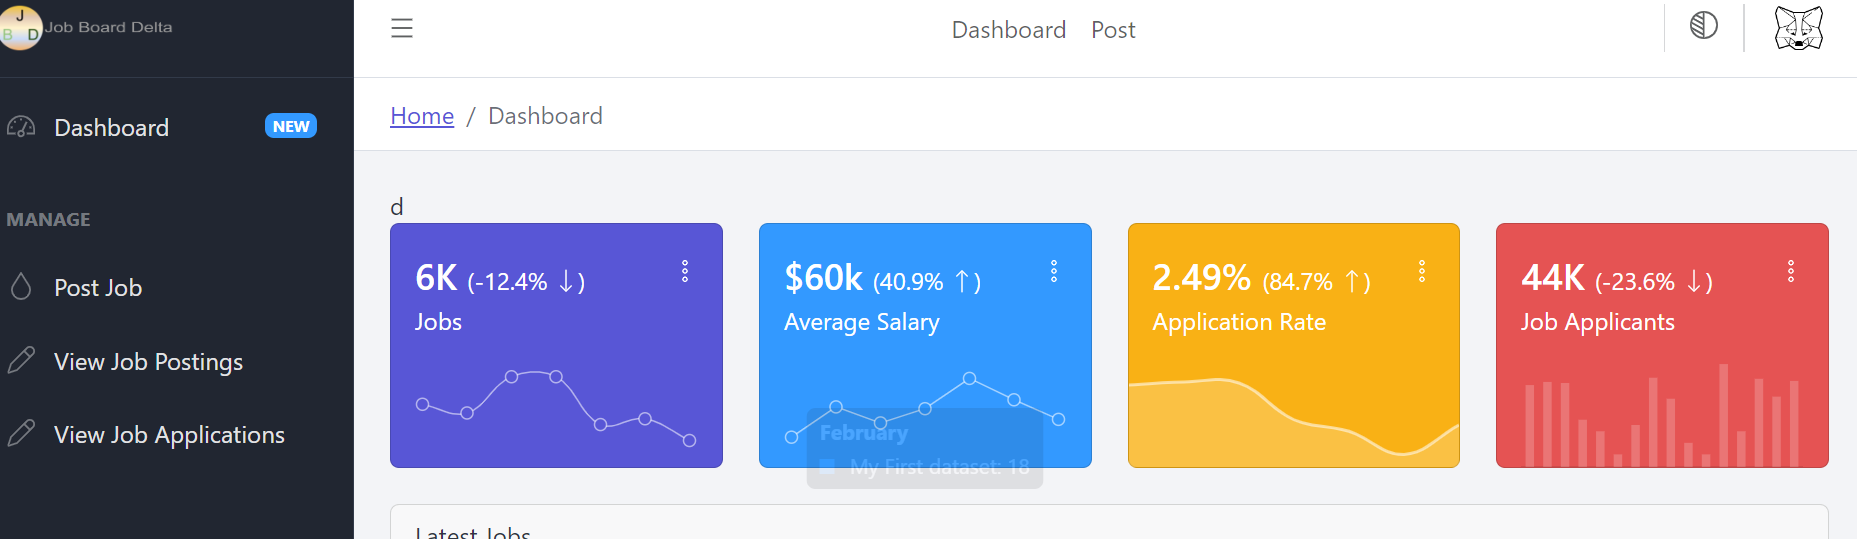 J
B D
Job Board Delta
Dashboard Post
Dashboard NEW
Home / Dashboard
MANAGE
Post Job
View Job Postings
View Job Applications
d
6K (-12.4% ↓)
Jobs
$60k (40.9% ↑)
Average Salary
February
My First dataset: 18
2.49% (84.7% ↑)
Application Rate
44K (-23.6% ↓)
Job Applicants
Latest Jobs